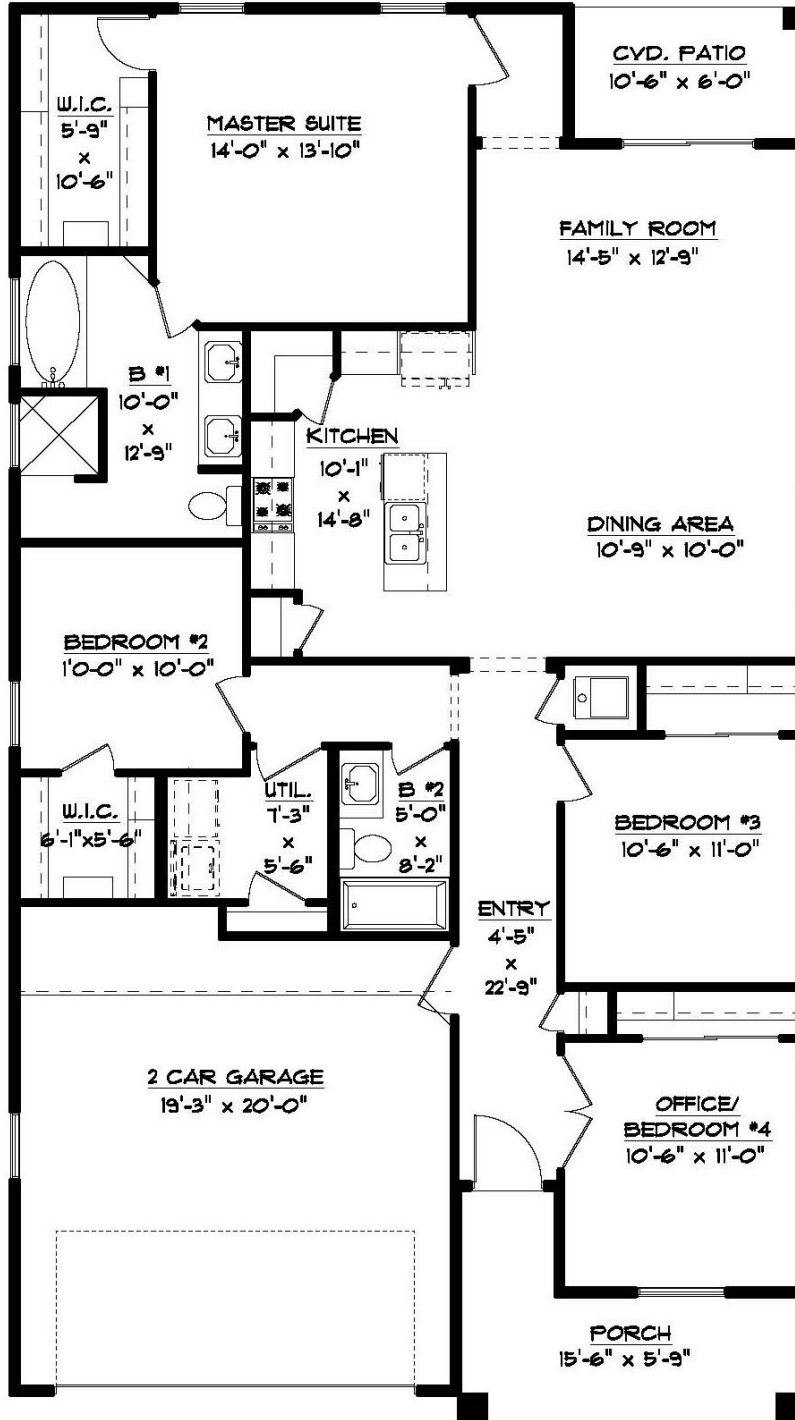 CVD. PATIO
10'-6" x 6'-0"
W.I.C.
5'-9"
x
10'-6"
MASTER SUITE
14'-0" x 13'-10"
FAMILY ROOM
14'-5" x 12'-9"
B #1
10'-0"
x
12'-9"
KITCHEN
10'-1"
x
14'-8"
DINING AREA
10'-9" x 10'-0"
BEDROOM #2
1'0-0" x 10'-0"
W.I.C.
6'-1"x5'-6"
UTIL.
7'-3"
x
5'-6"
B #2
5'-0"
x
8'-2"
BEDROOM #3
10'-6" x 11'-0"
ENTRY
4'-5"
x
22'-9"
2 CAR GARAGE
19'-3" x 20'-0"
OFFICE/
BEDROOM #4
10'-6" x 11'-0"
PORCH
15'-6" x 5'-9"